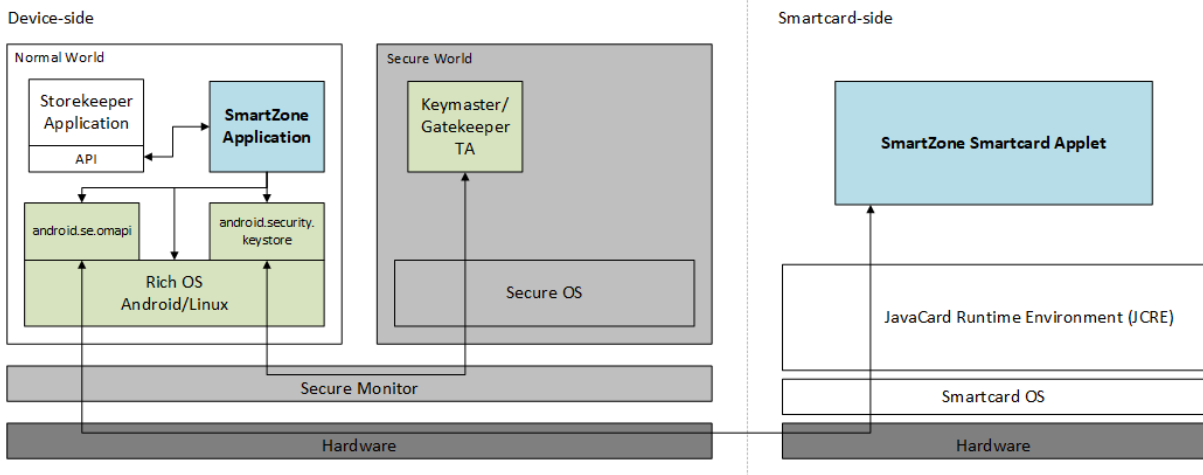 Device-side
Smartcard-side
Normal World
Secure World
Storekeeper
Application
API
SmartZone
Application
Keymaster/
Gatekeeper
TA
SmartZone Smartcard Applet
android.se.omapi
android.security.
keystore
Rich OS
Android/Linux
Secure OS
JavaCard Runtime Environment (JCRE)
Secure Monitor
Smartcard OS
Hardware
Hardware